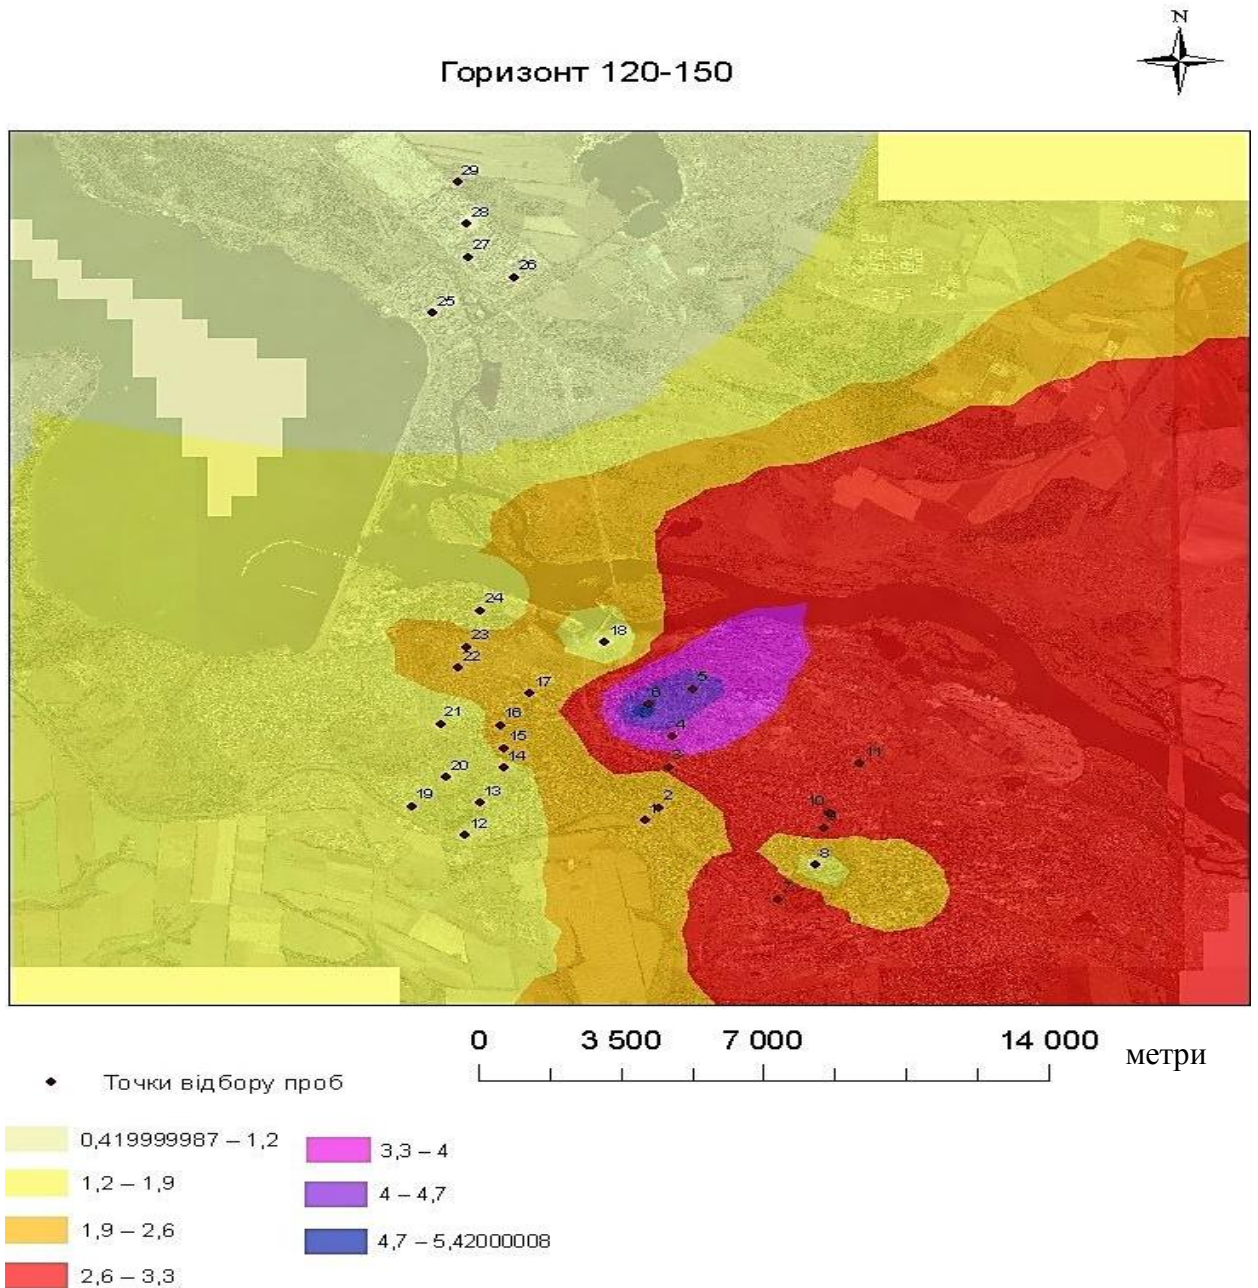 N
Горизонт 120-150
29
28
27
26
25
24
18
23
22
17
5
6
21
16
4
15
14
3
11
20
13
19
2
1
10
9
12
8
7
0 3 500 7 000 14 000 метри
Точки відбору проб
0,419999987 – 1,2
1,2 – 1,9
1,9 – 2,6
2,6 – 3,3
3,3 – 4
4 – 4,7
4,7 – 5,42000008